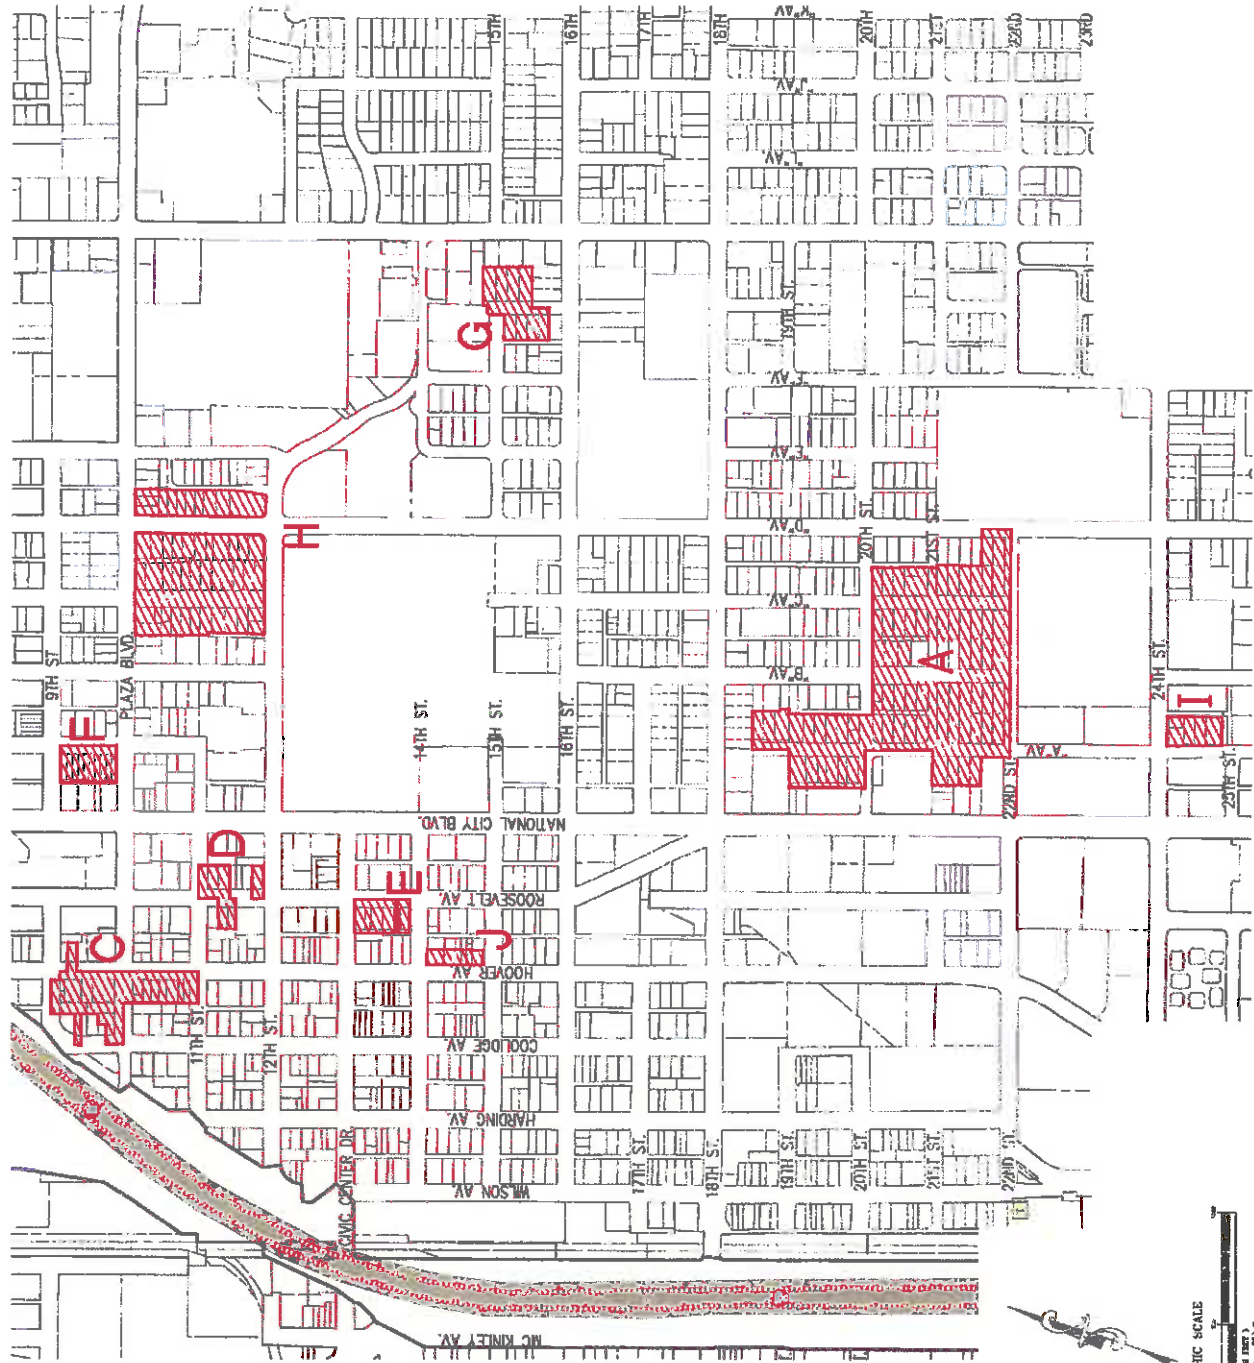 "K" AV
15TH
16TH
17TH
18TH
20TH
21ST
22ND
23RD
"J" AV.
"L" AV.
19TH ST.
G
"F" AV.
"E" AV.
"D" AV.
20TH ST.
21ST ST.
H
"C" AV.
9TH ST.
PLAZA BLVD.
"B" AV.
A
24TH ST.
I
F
14TH ST.
15TH ST.
16TH ST.
"A" AV.
22ND ST.
25TH ST.
NATIONAL CITY BLVD.
D
E
ROOSEVELT AV.
C
J
HOOVER AV.
11TH ST.
12TH ST.
COOLIDGE AV.
HARDING AV.
CIVIC CENTER DR.
17TH ST.
18TH ST.
19TH ST.
20TH ST.
21ST ST.
22ND ST.
WILSON AV.
MC KINLEY AV.
HIC SCALE